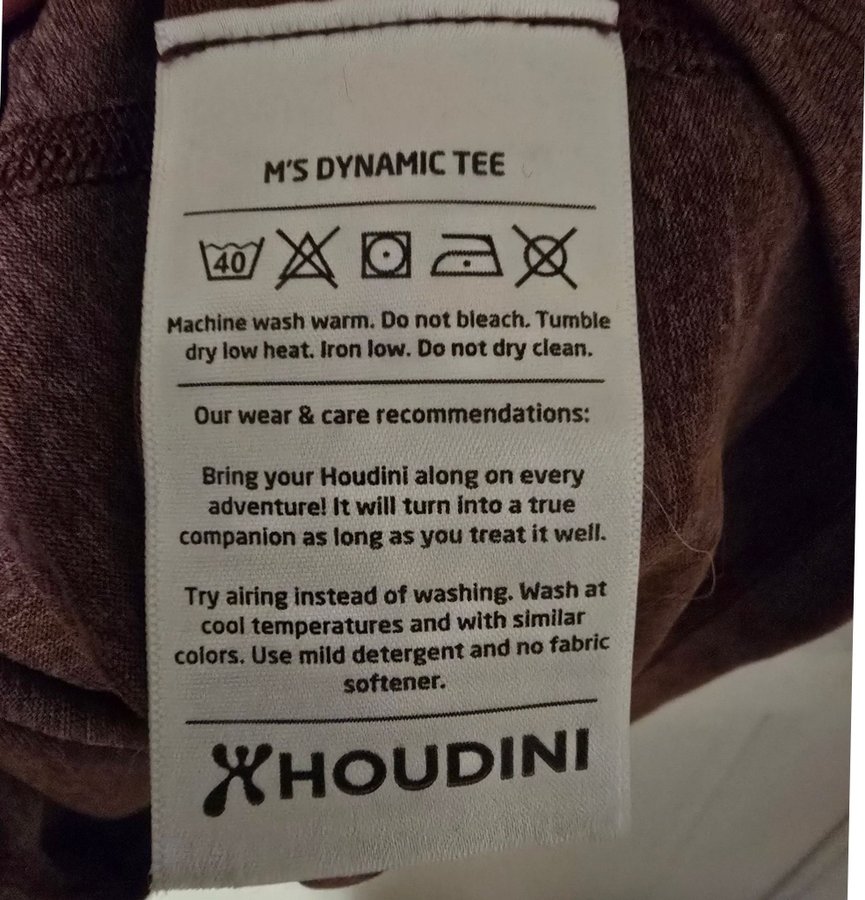 M'S DYNAMIC TEE
40
Machine wash warm. Do not bleach. Tumble
dry low heat. Iron low. Do not dry clean.
Our wear & care recommendations:
Bring your Houdini along on every
adventure! It will turn into a true
companion as long as you treat it well.
Try airing instead of washing. Wash at
cool temperatures and with similar
colors. Use mild detergent and no fabric
softener.
HOUDINI